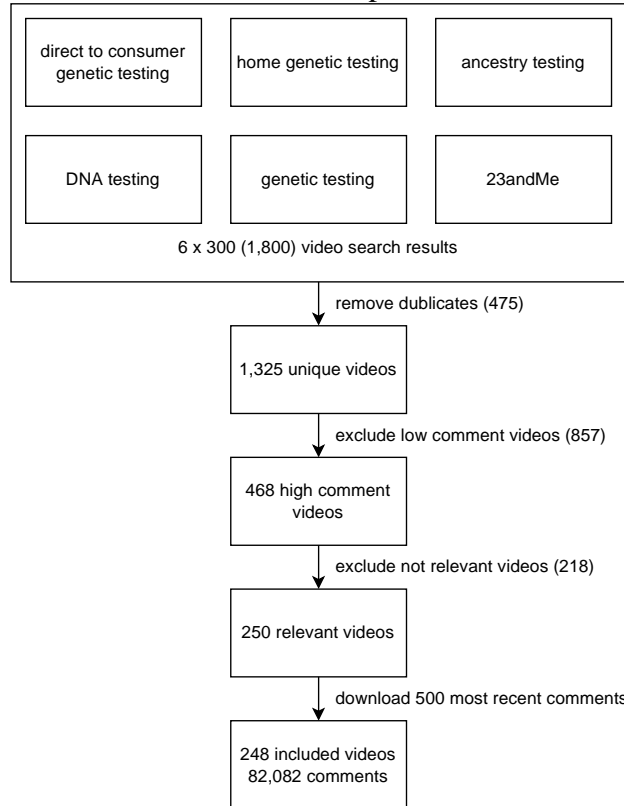 direct to consumer
genetic testing
home genetic testing
ancestry testing
DNA testing
genetic testing
23andMe
6 x 300 (1,800) video search results
remove dublicates (475)
1,325 unique videos
exclude low comment videos (857)
468 high comment
videos
exclude not relevant videos (218)
250 relevant videos
download 500 most recent comments
248 included videos
82,082 comments